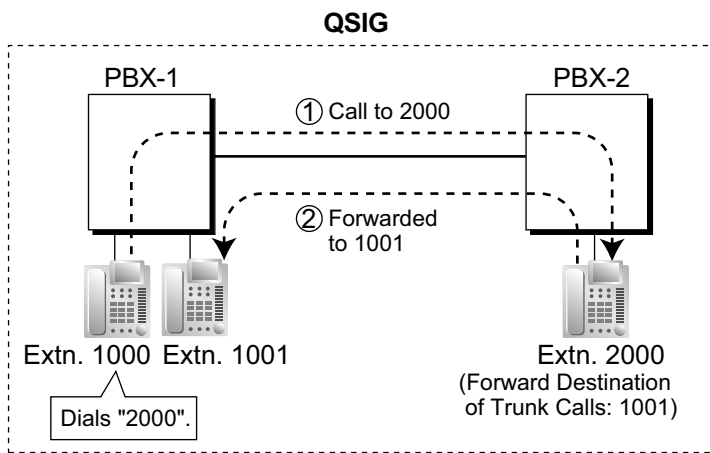 QSIG
PBX-1
PBX-2
① Call to 2000
② Forwarded
to 1001
Extn. 1000
Extn. 1001
Extn. 2000
(Forward Destination
of Trunk Calls: 1001)
Dials "2000".